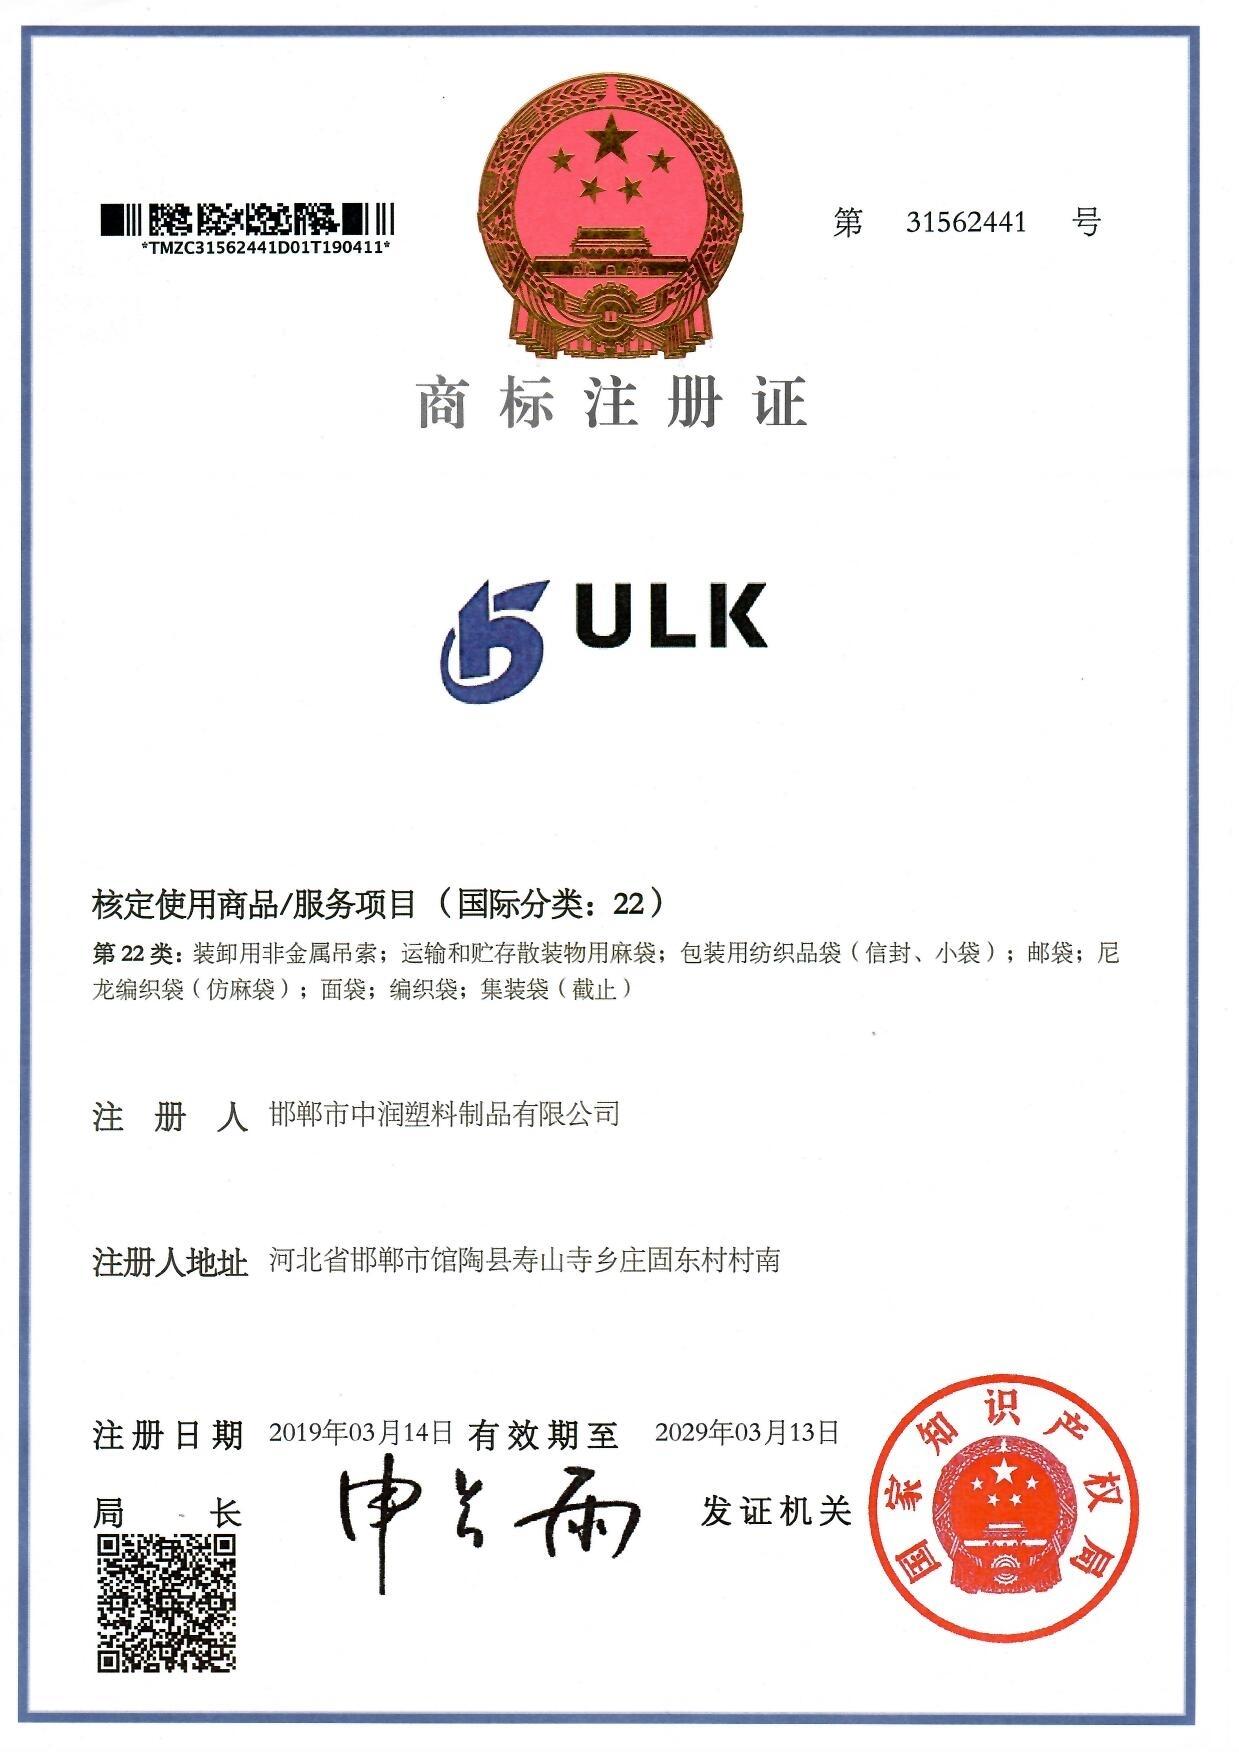 *TMZC31562441D01T190411*
第 31562441 号
商标注册证
ULK
核定使用商品/服务项目（国际分类：22）
第 22 类：装卸用非金属吊索；运输和贮存散装物用麻袋；包装用纺织品袋（信封、小袋）；邮袋；尼
龙编织袋（仿麻袋）；面袋；编织袋；集装袋（截止）
注 册 人 邯郸市中润塑料制品有限公司
注册人地址 河北省邯郸市馆陶县寿山寺乡庄固东村村南
注册日期 2019年03月14日 有效期至 2029年03月13日
局 长 申长雨 发证机关
国家知识产权局